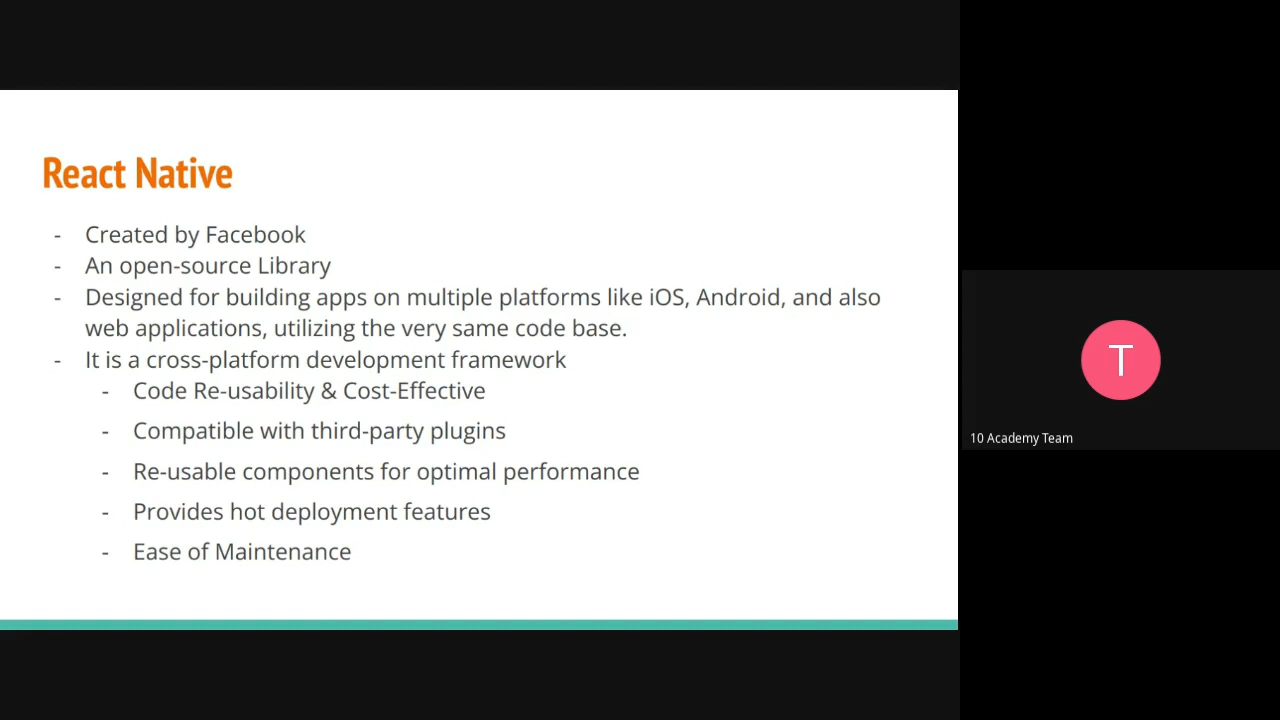 React Native
- Created by Facebook
- An open-source Library
- Designed for building apps on multiple platforms like iOS, Android, and also
web applications, utilizing the very same code base.
- It is a cross-platform development framework
- Code Re-usability & Cost-Effective
- Compatible with third-party plugins
- Re-usable components for optimal performance
- Provides hot deployment features
- Ease of Maintenance
T
10 Academy Team